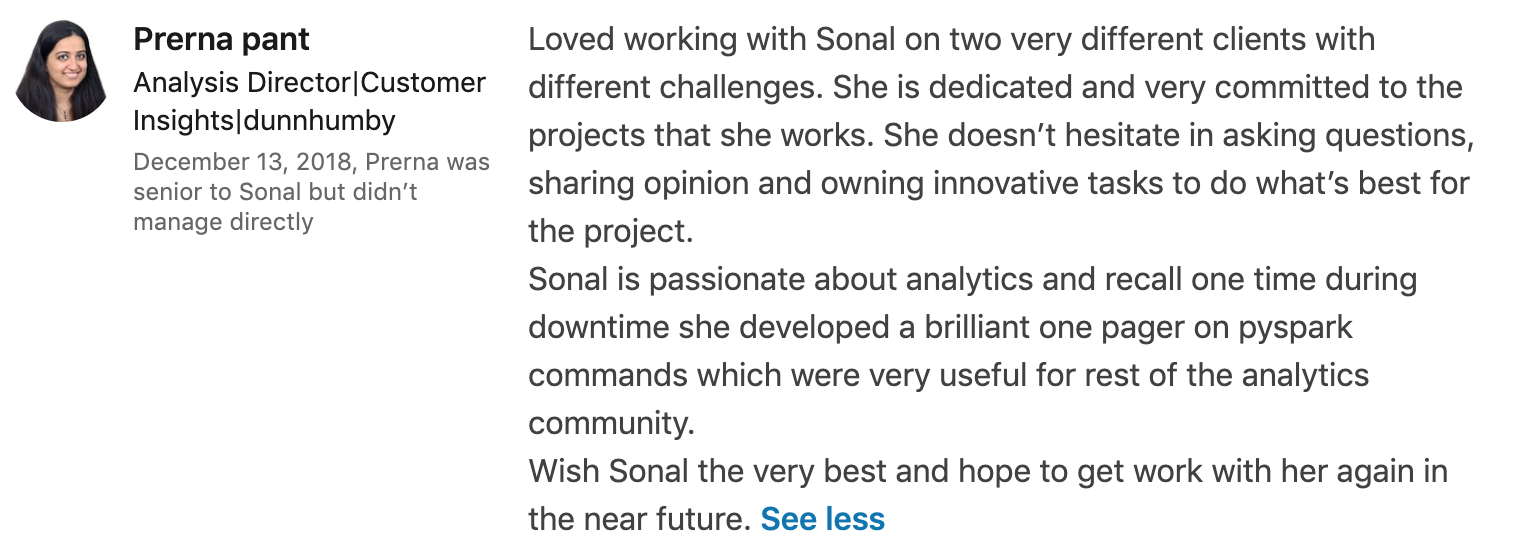 Prerna pant
Analysis Director|Customer
Insights|dunnhumby
December 13, 2018, Prerna was
senior to Sonal but didn’t
manage directly
Loved working with Sonal on two very different clients with
different challenges. She is dedicated and very committed to the
projects that she works. She doesn’t hesitate in asking questions,
sharing opinion and owning innovative tasks to do what’s best for
the project.
Sonal is passionate about analytics and recall one time during
downtime she developed a brilliant one pager on pyspark
commands which were very useful for rest of the analytics
community.
Wish Sonal the very best and hope to get work with her again in
the near future. See less